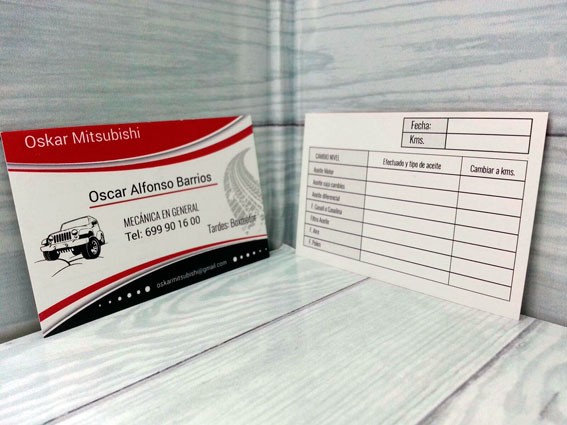 Oskar Mitsubishi
Oscar Alfonso Barrios
MECÁNICA EN GENERAL
Tel: 699 90 16 00
Tardes:
oskarmitsubishi@gmail.com
Fecha:
Kms.
CAMBIO NIVEL
Efectuado y tipo de aceite
Cambiar a kms.
Aceite Motor
Aceite caja cambios
Aceite diferencial
F. Gasoil o Gasolina
Filtro Aceite
F. Aire
F. Polen